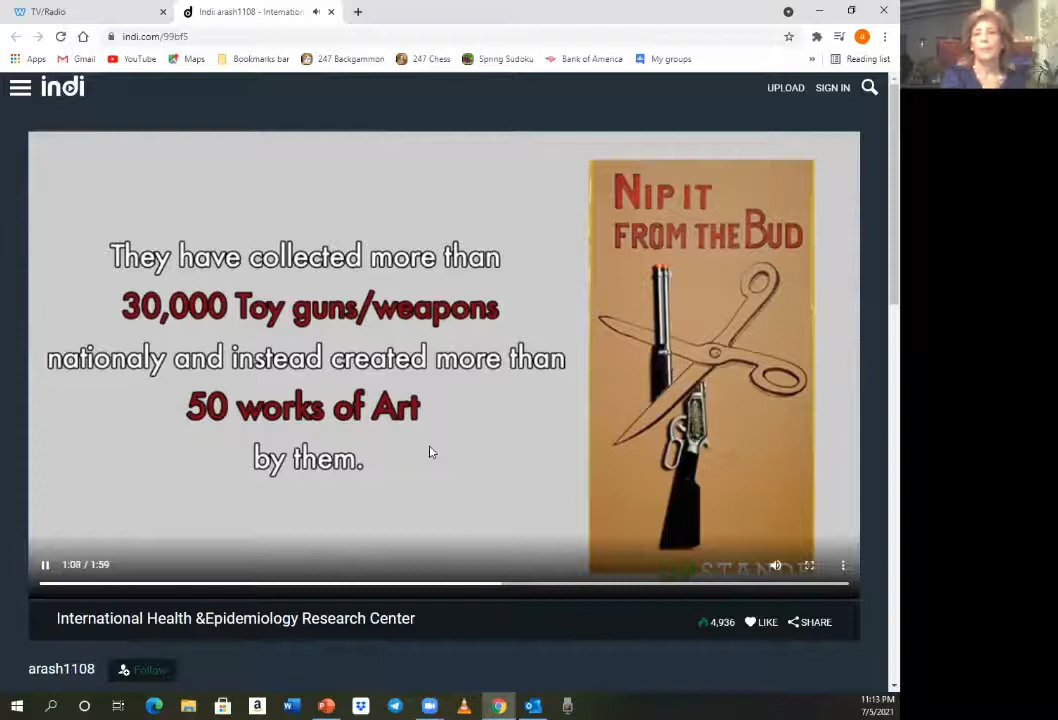 TV/Radio
Indi: arash1108 - Internation
indi.com/99bf5
Apps
Gmail
YouTube
Maps
Bookmarks bar
247 Backgammon
247 Chess
Spring Sudoku
Bank of America
My groups
»
Reading list
indi
UPLOAD
SIGN IN
They have collected more than
30,000 Toy guns/weapons
nationaly and instead created more than
50 works of Art
by them.
NIP IT
FROM THE BUD
1:08 / 1:59
International Health &Epidemiology Research Center
4,936
LIKE
SHARE
arash1108
Follow
11:13 PM
7/5/2021